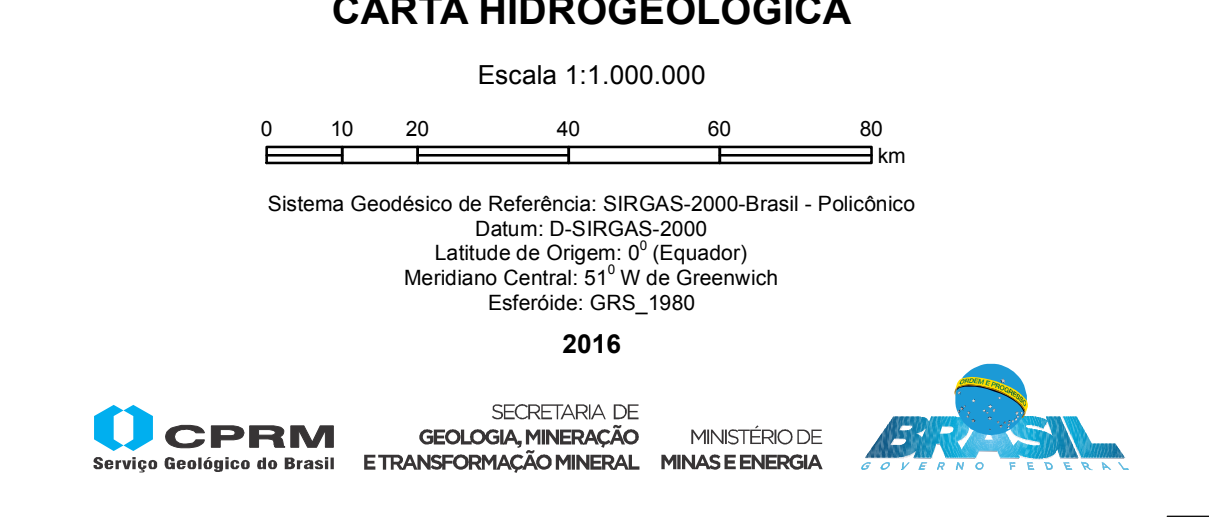 CARTA HIDROGEOLÓGICA
Escala 1:1.000.000
0 10 20 40 60 80
km
Sistema Geodésico de Referência: SIRGAS-2000-Brasil - Policônico
Datum: D-SIRGAS-2000
Latitude de Origem: 0⁰ (Equador)
Meridiano Central: 51⁰ W de Greenwich
Esferóide: GRS_1980
2016
CPRM
Serviço Geológico do Brasil
SECRETARIA DE
GEOLOGIA, MINERAÇÃO
E TRANSFORMAÇÃO MINERAL
MINISTÉRIO DE
MINAS E ENERGIA
ORDEM E PROGRESSO
BRASIL
GOVERNO FEDERAL